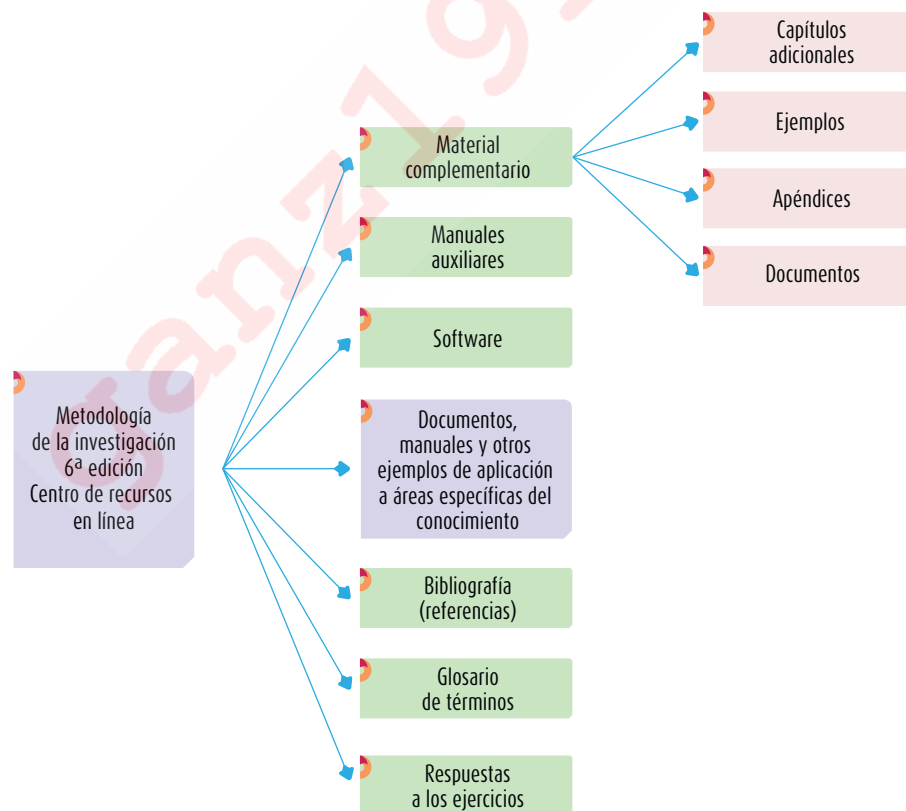 Metodología
de la investigación
6ª edición
Centro de recursos
en línea
Material
complementario
Manuales
auxiliares
Software
Documentos,
manuales y otros
ejemplos de aplicación
a áreas específicas del
conocimiento
Bibliografía
(referencias)
Glosario
de términos
Respuestas
a los ejercicios
Capítulos
adicionales
Ejemplos
Apéndices
Documentos
ganz19